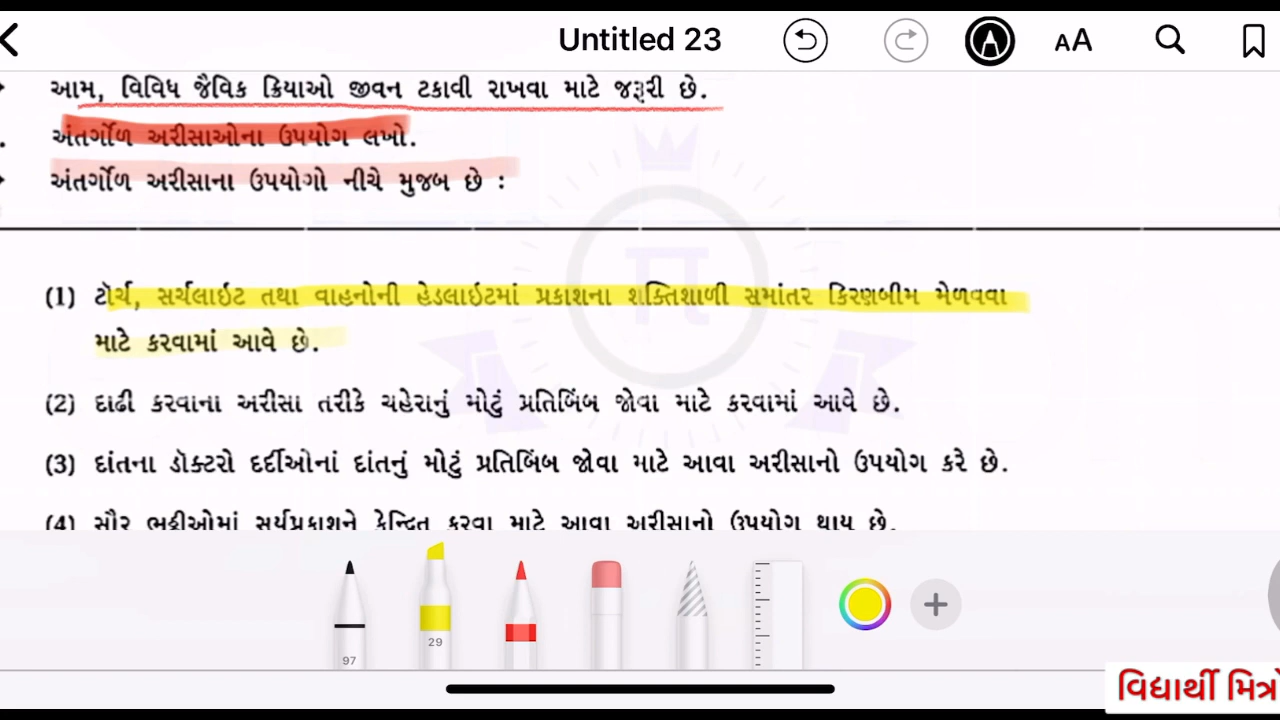 Untitled 23
AA
આમ, વિવિધ જૈવિક ક્રિયાઓ જીવન ટકાવી રાખવા માટે જરૂરી છે.
અંતર્ગોળ અરીસાઓના ઉપયોગ લખો.
અંતર્ગોળ અરીસાના ઉપયોગો નીચે મુજબ છે :
(1) ટૉર્ચ, સર્ચલાઇટ તથા વાહનોની હેડલાઇટમાં પ્રકાશના શક્તિશાળી સમાંતર કિરણબીમ મેળવવા
માટે કરવામાં આવે છે.
(2) દાઢી કરવાના અરીસા તરીકે ચહેરાનું મોટું પ્રતિબિંબ જોવા માટે કરવામાં આવે છે.
(3) દાંતના ડૉક્ટરો દર્દીઓનાં દાંતનું મોટું પ્રતિબિંબ જોવા માટે આવા અરીસાનો ઉપયોગ કરે છે.
(4) સૌર ભઠ્ઠીઓમાં સૂર્યપ્રકાશને કેન્દ્રિત કરવા માટે આવા અરીસાનો ઉપયોગ થાય છે.
π
97
29
વિદ્યાર્થી મિત્રો